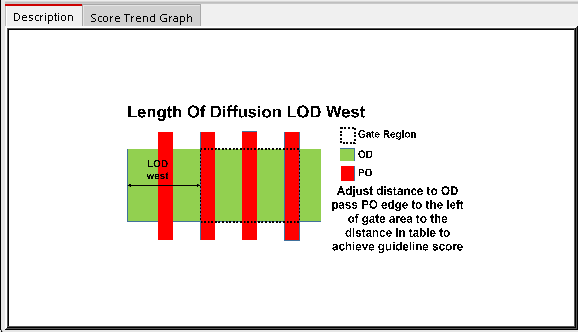 Description
Score Trend Graph
Length Of Diffusion LOD West
Gate Region
OD
PO
LOD
west
Adjust distance to OD
pass PO edge to the left
of gate area to the
distance in table to
achieve guideline score